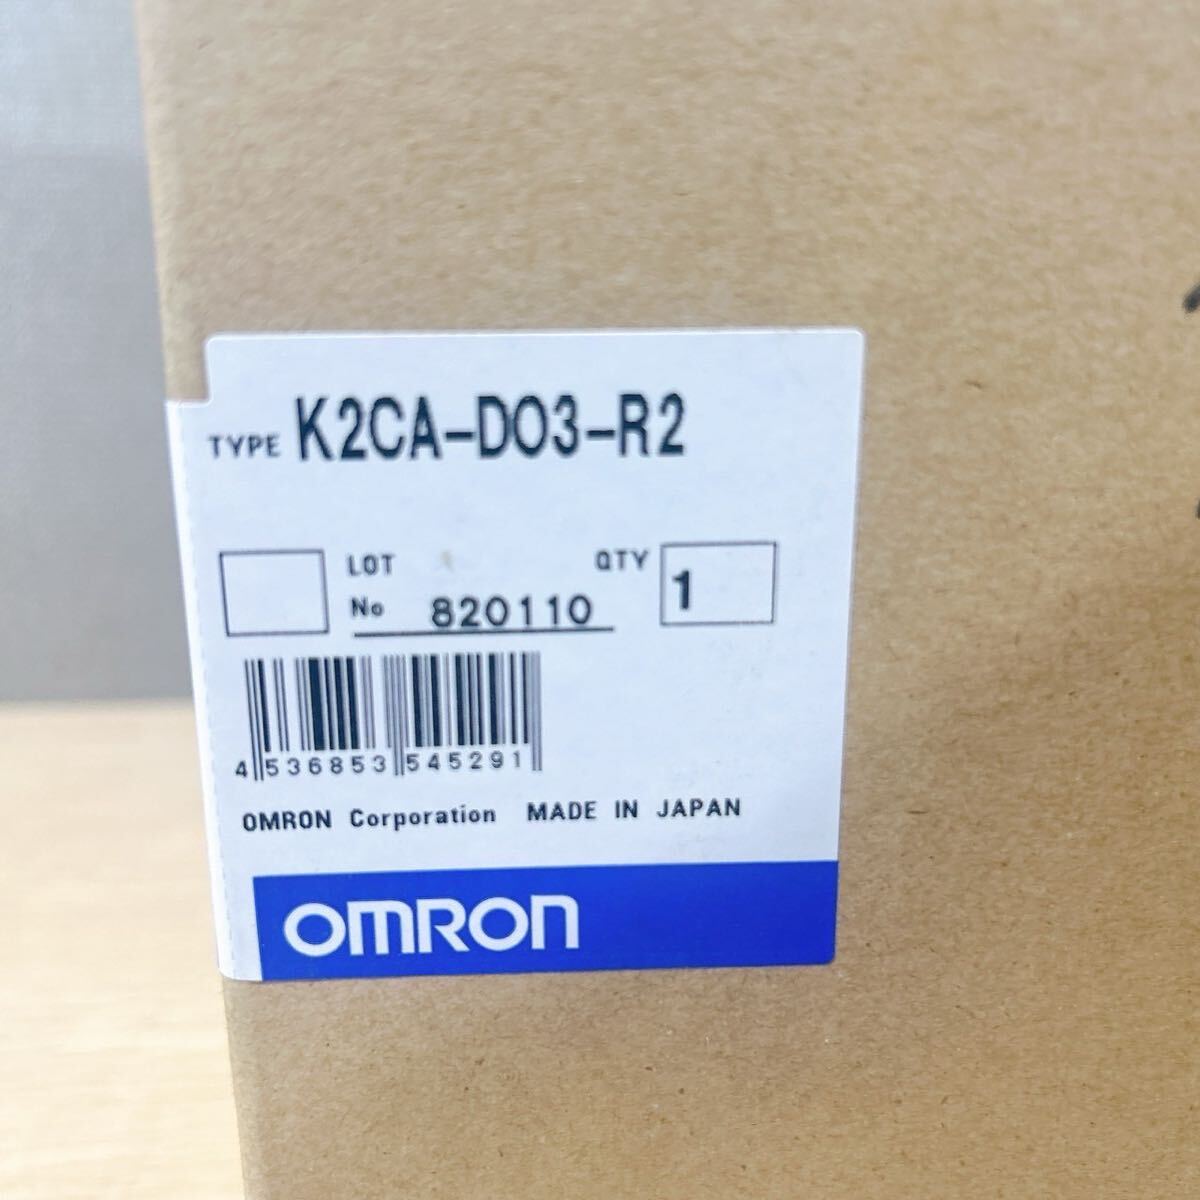 TYPE K2CA-DO3-R2
LOT QTY 1
No 820110
4 536853 545291
OMRON Corporation MADE IN JAPAN
OMRON